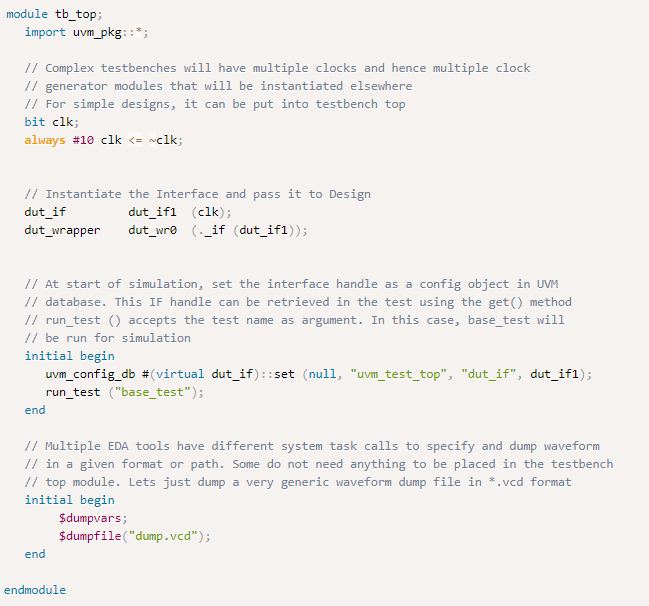 module tb_top;
import uvm_pkg::*;
// Complex testbenches will have multiple clocks and hence multiple clock
// generator modules that will be instantiated elsewhere
// For simple designs, it can be put into testbench top
bit clk;
always #10 clk <= ~clk;
// Instantiate the Interface and pass it to Design
dut_if dut_if1 (clk);
dut_wrapper dut_wr0 (._if (dut_if1));
// At start of simulation, set the interface handle as a config object in UVM
// database. This IF handle can be retrieved in the test using the get() method
// run_test () accepts the test name as argument. In this case, base_test will
// be run for simulation
initial begin
uvm_config_db #(virtual dut_if)::set (null, "uvm_test_top", "dut_if", dut_if1);
run_test ("base_test");
end
// Multiple EDA tools have different system task calls to specify and dump waveform
// in a given format or path. Some do not need anything to be placed in the testbench
// top module. Lets just dump a very generic waveform dump file in *.vcd format
initial begin
$dumpvars;
$dumpfile("dump.vcd");
end
endmodule